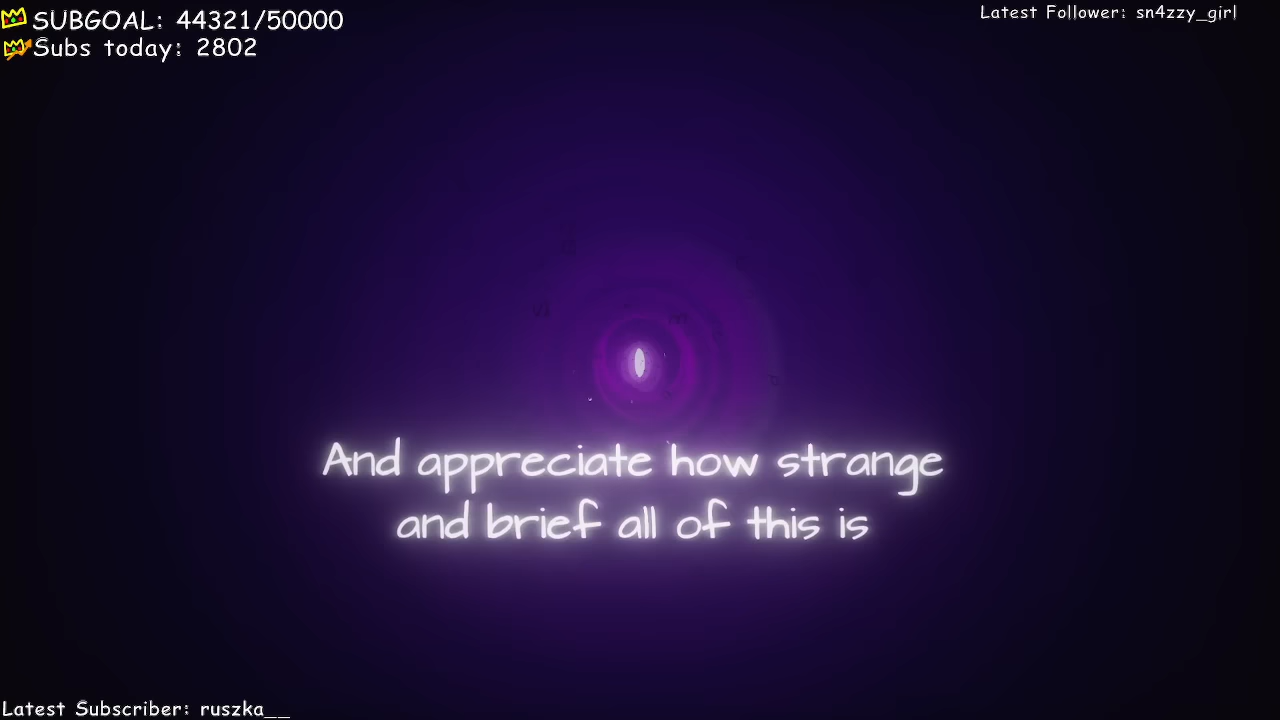 SUBGOAL: 44321/50000
Subs today: 2802
Latest Follower: sn4zzy_girl
And appreciate how strange
and brief all of this is
Latest Subscriber: ruszka__